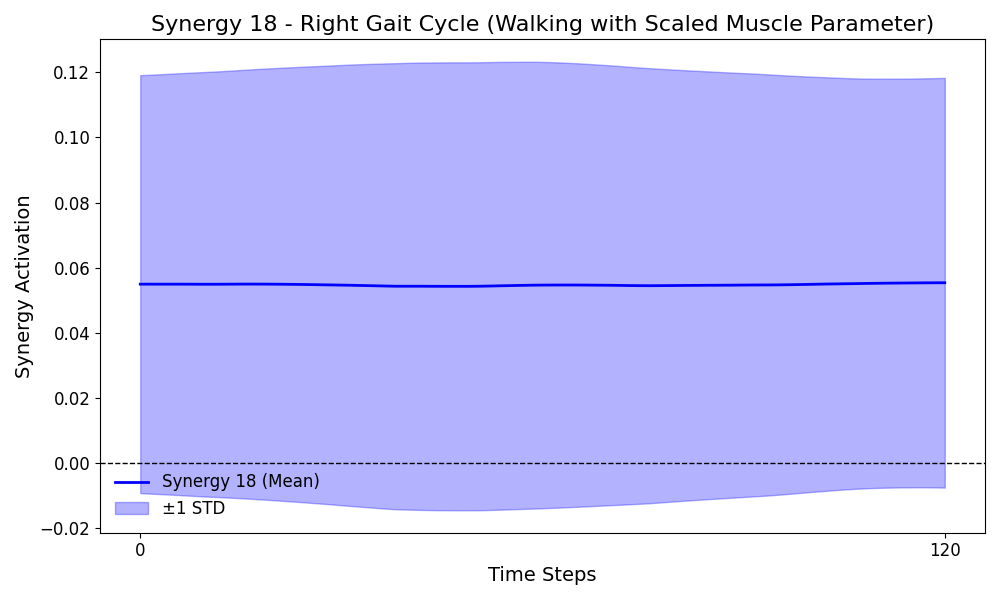 Synergy 18 - Right Gait Cycle (Walking with Scaled Muscle Parameter)
Synergy Activation
0.12
0.10
0.08
0.06
0.04
0.02
0.00
−0.02
Synergy 18 (Mean)
±1 STD
0
120
Time Steps